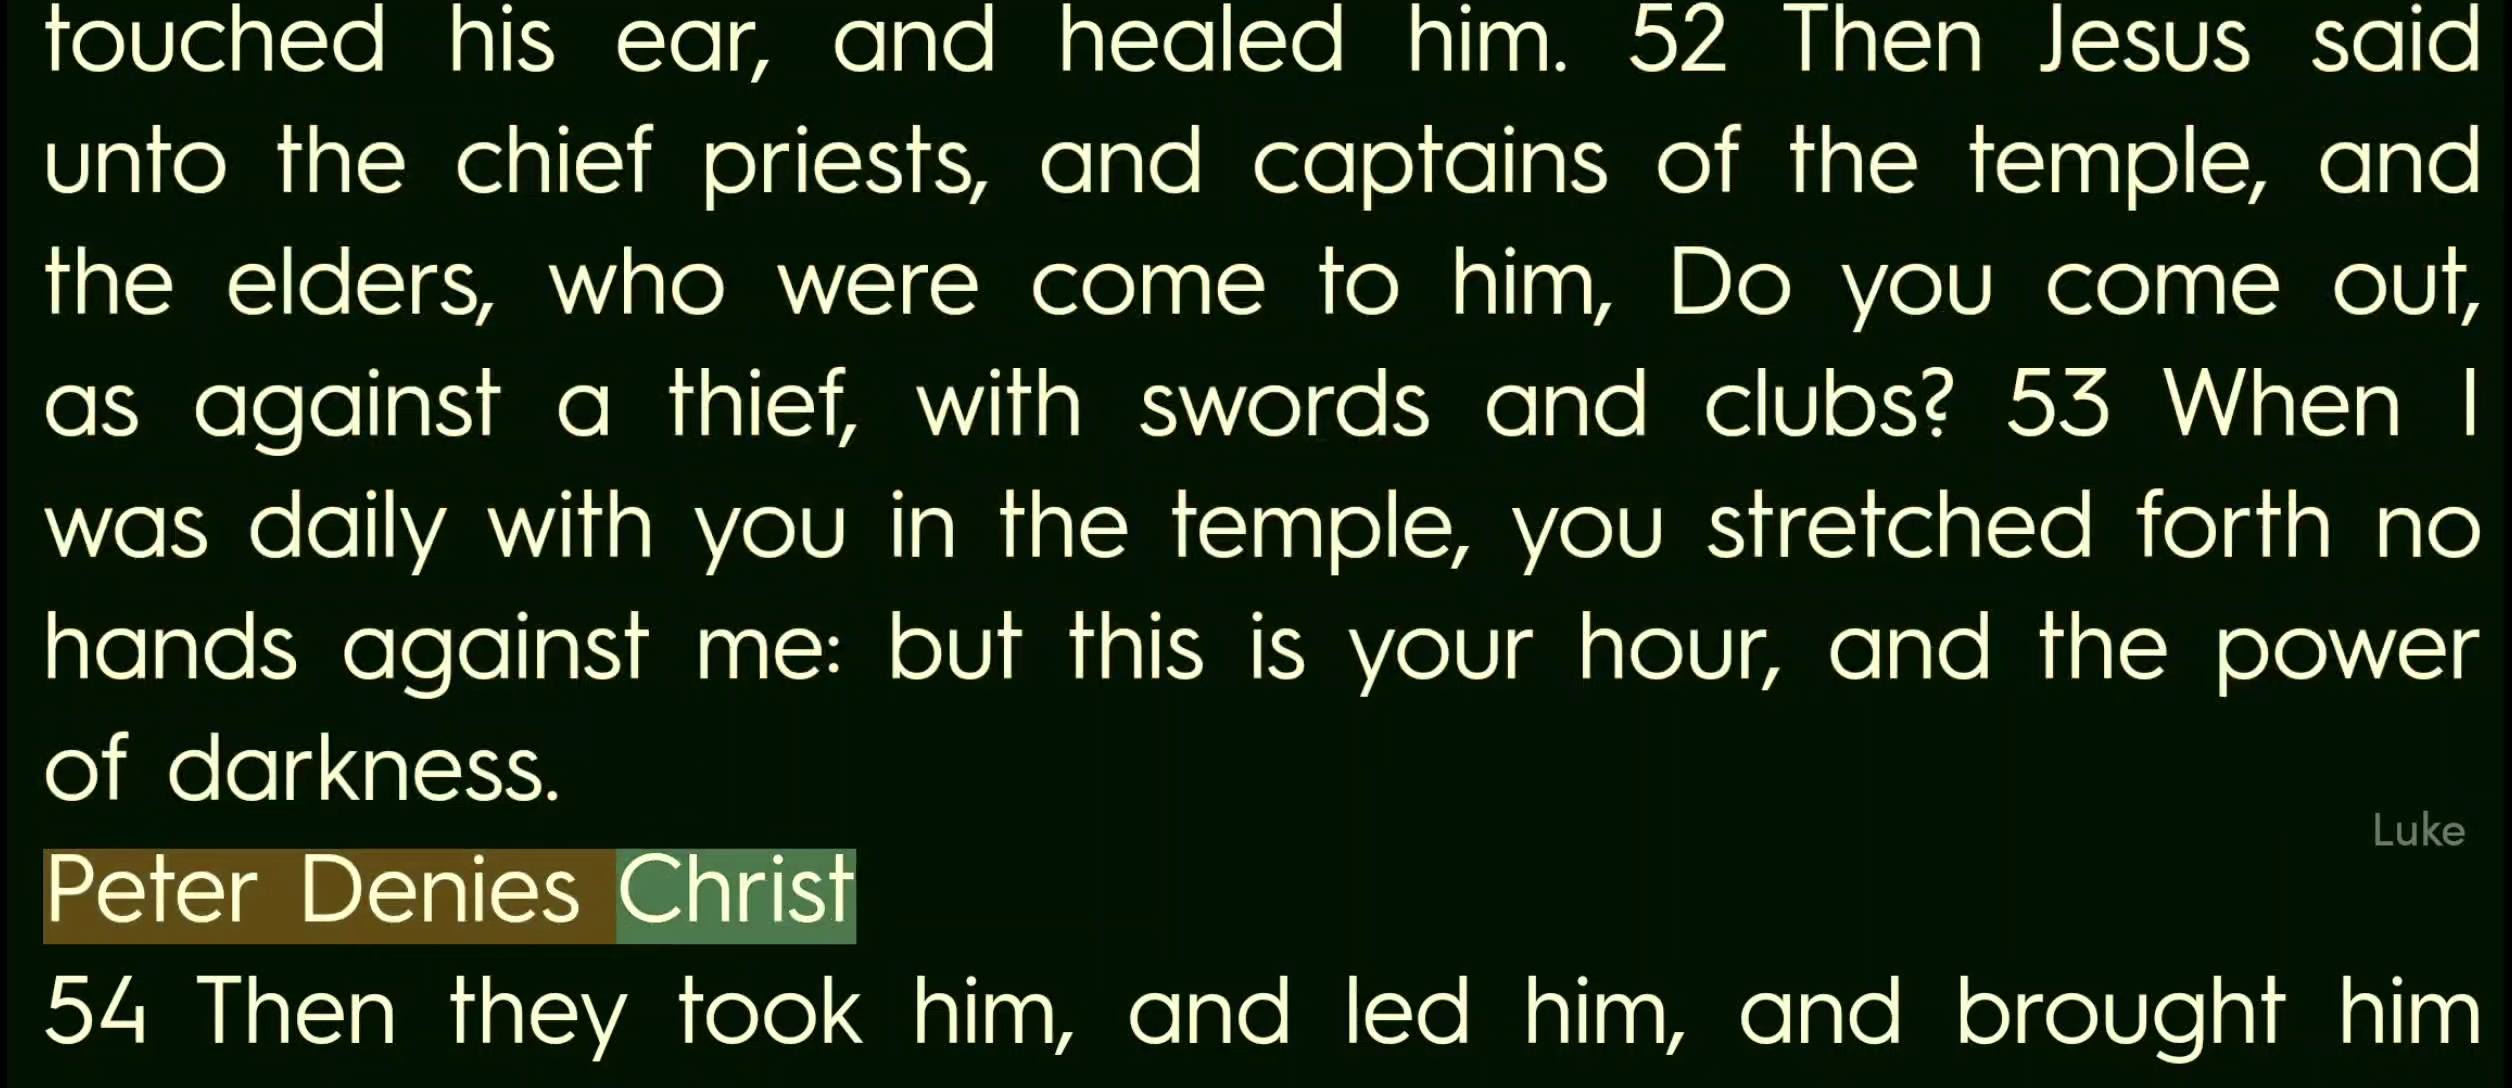 touched his ear, and healed him. 52 Then Jesus said
unto the chief priests, and captains of the temple, and
the elders, who were come to him, Do you come out,
as against a thief, with swords and clubs? 53 When I
was daily with you in the temple, you stretched forth no
hands against me: but this is your hour, and the power
of darkness.
Luke
Peter Denies Christ
54 Then they took him, and led him, and brought him